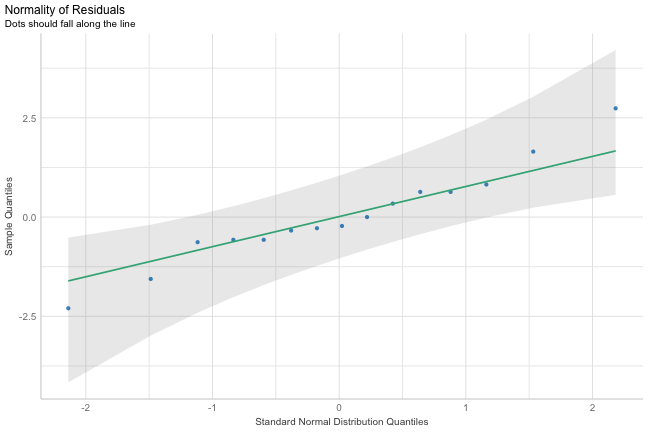 Normality of Residuals
Dots should fall along the line
2.5
0.0
-2.5
Sample Quantiles
-2
-1
0
1
2
Standard Normal Distribution Quantiles